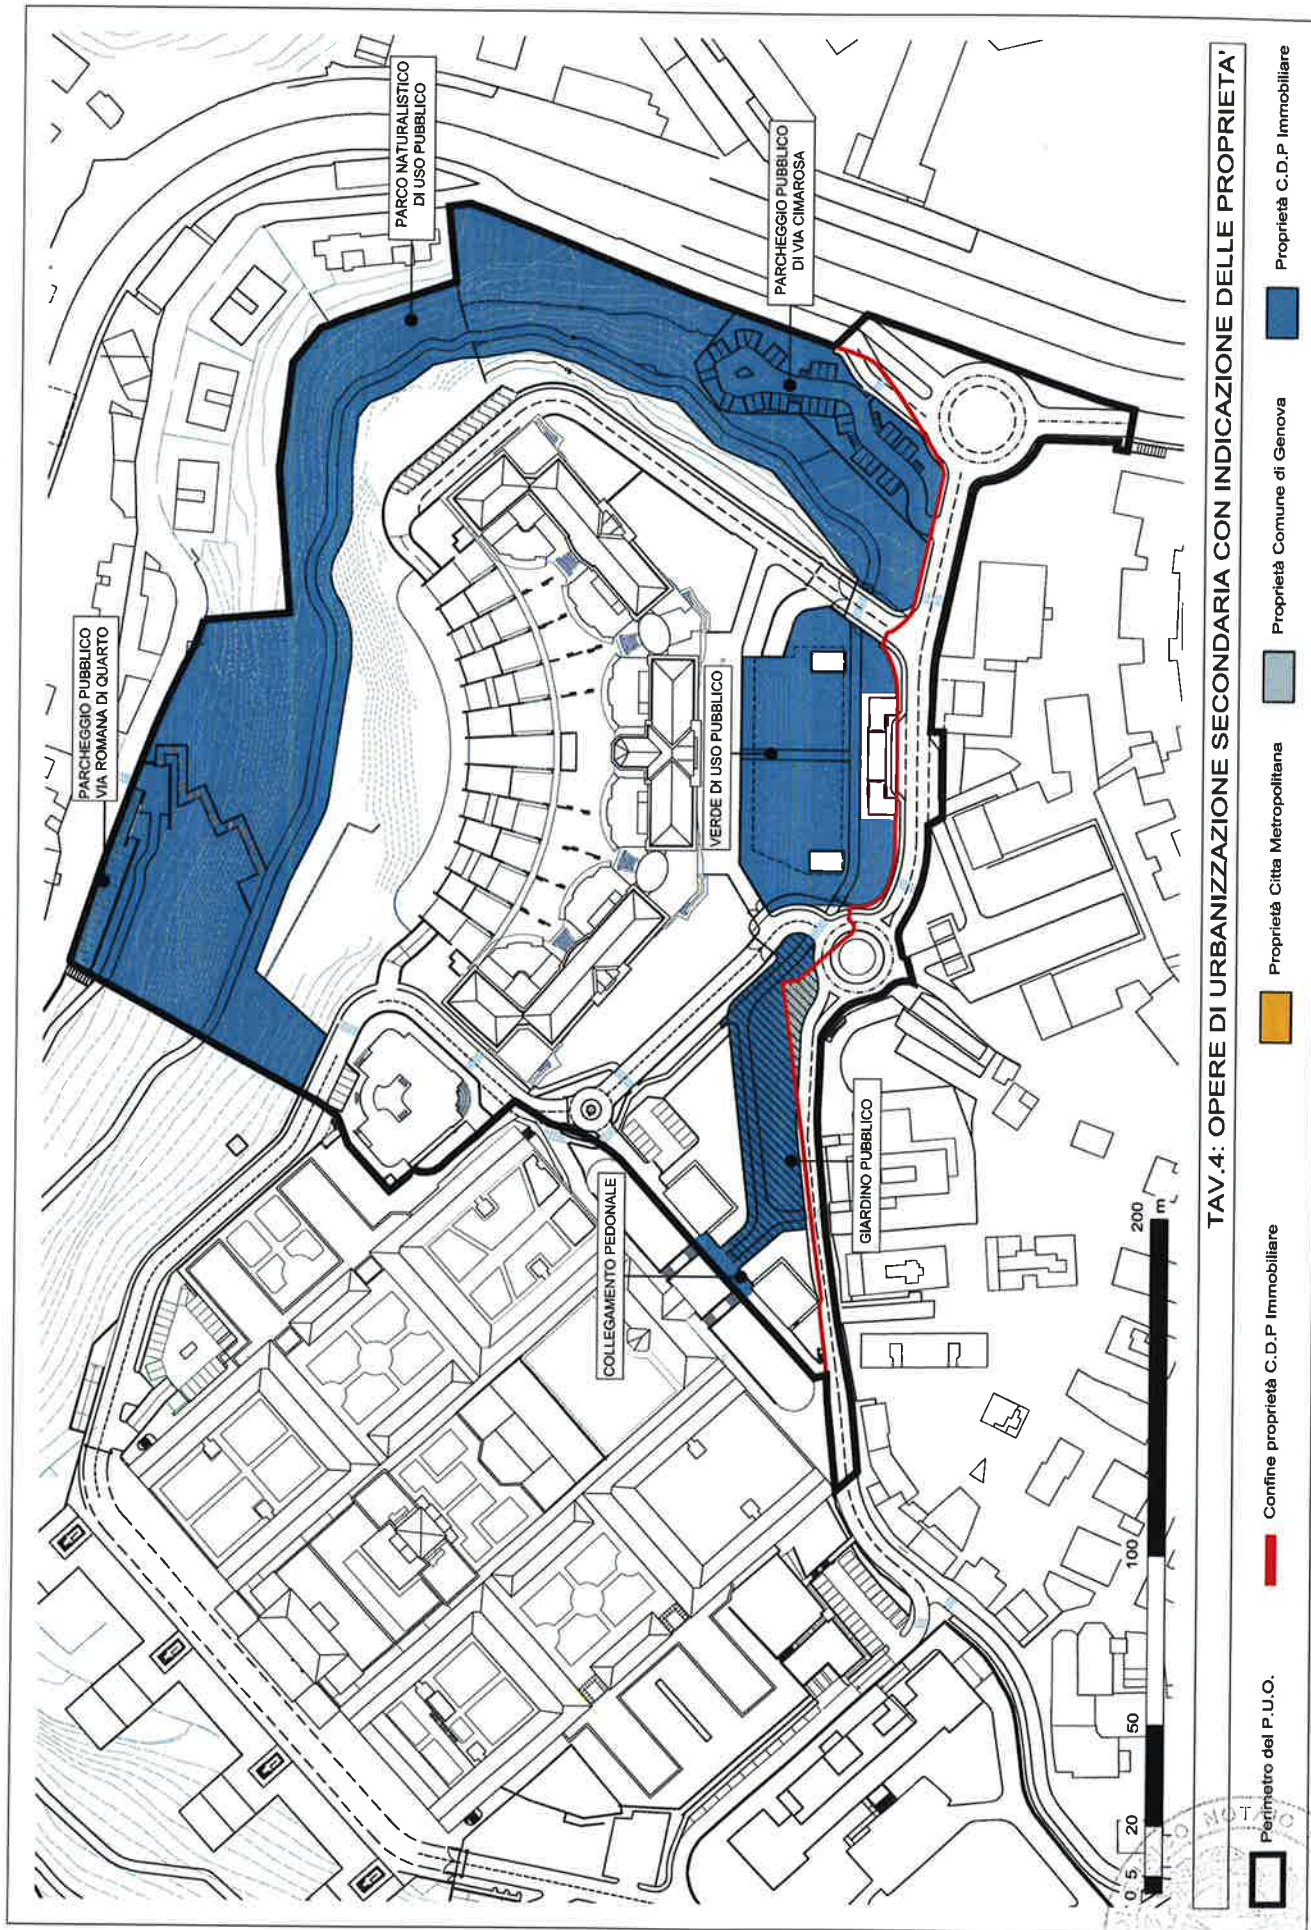 PARCHEGGIO PUBBLICO
VIA ROMANA DI QUARTO
PARCO NATURALISTICO
DI USO PUBBLICO
PARCHEGGIO PUBBLICO
DI VIA CIMAROSA
VERDE DI USO PUBBLICO
COLLEGAMENTO PEDONALE
GIARDINO PUBBLICO
0 5 20 50 100 200
m
TAV.4: OPERE DI URBANIZZAZIONE SECONDARIA CON INDICAZIONE DELLE PROPRIETA'
Perimetro del P.U.O.
Confine proprietà C.D.P Immobiliare
Proprietà Citta Metropolitana
Proprietà Comune di Genova
Proprietà C.D.P Immobiliare
NOTAIO